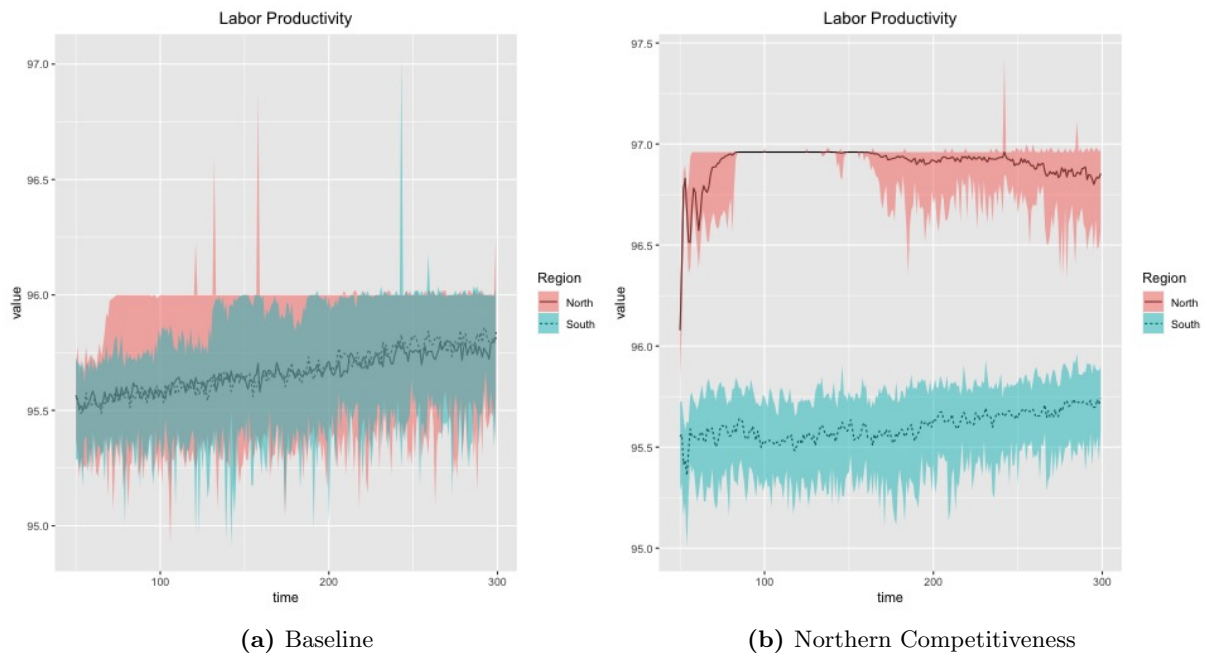 Labor Productivity
97.0
96.5
96.0
95.5
95.0
value
100
200
300
time
Region
North
South
(a) Baseline
Labor Productivity
97.5
97.0
96.5
96.0
95.5
95.0
value
100
200
300
time
Region
North
South
(b) Northern Competitiveness